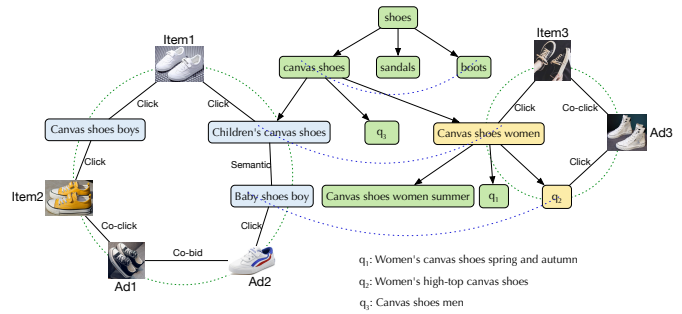 shoes
Item1
Item3
canvas shoes
sandals
boots
Click
Click
Click
Co-click
Canvas shoes boys
Children's canvas shoes
q3
Canvas shoes women
Ad3
Click
Semantic
Click
Item2
Baby shoes boy
Canvas shoes women summer
q1
q2
Co-click
Click
Co-bid
Ad1
Ad2
q1: Women's canvas shoes spring and autumn
q2: Women's high-top canvas shoes
q3: Canvas shoes men